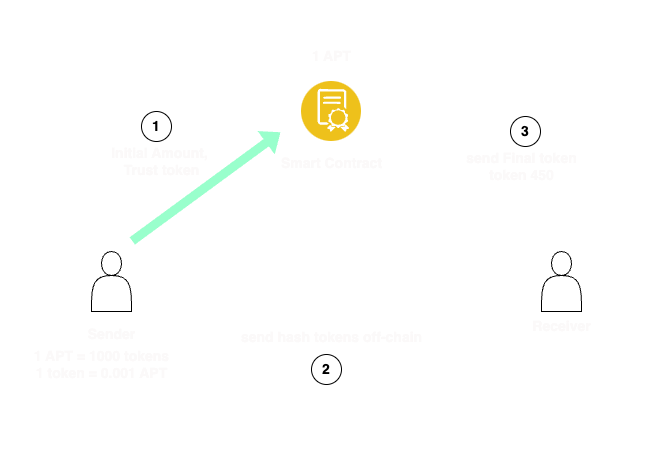 1 APT
1
Initial Amount,
Trust token
Smart Contract
3
send Final token
token 450
Sender
1 APT = 1000 tokens
1 token = 0.001 APT
send hash tokens off-chain
2
Receiver